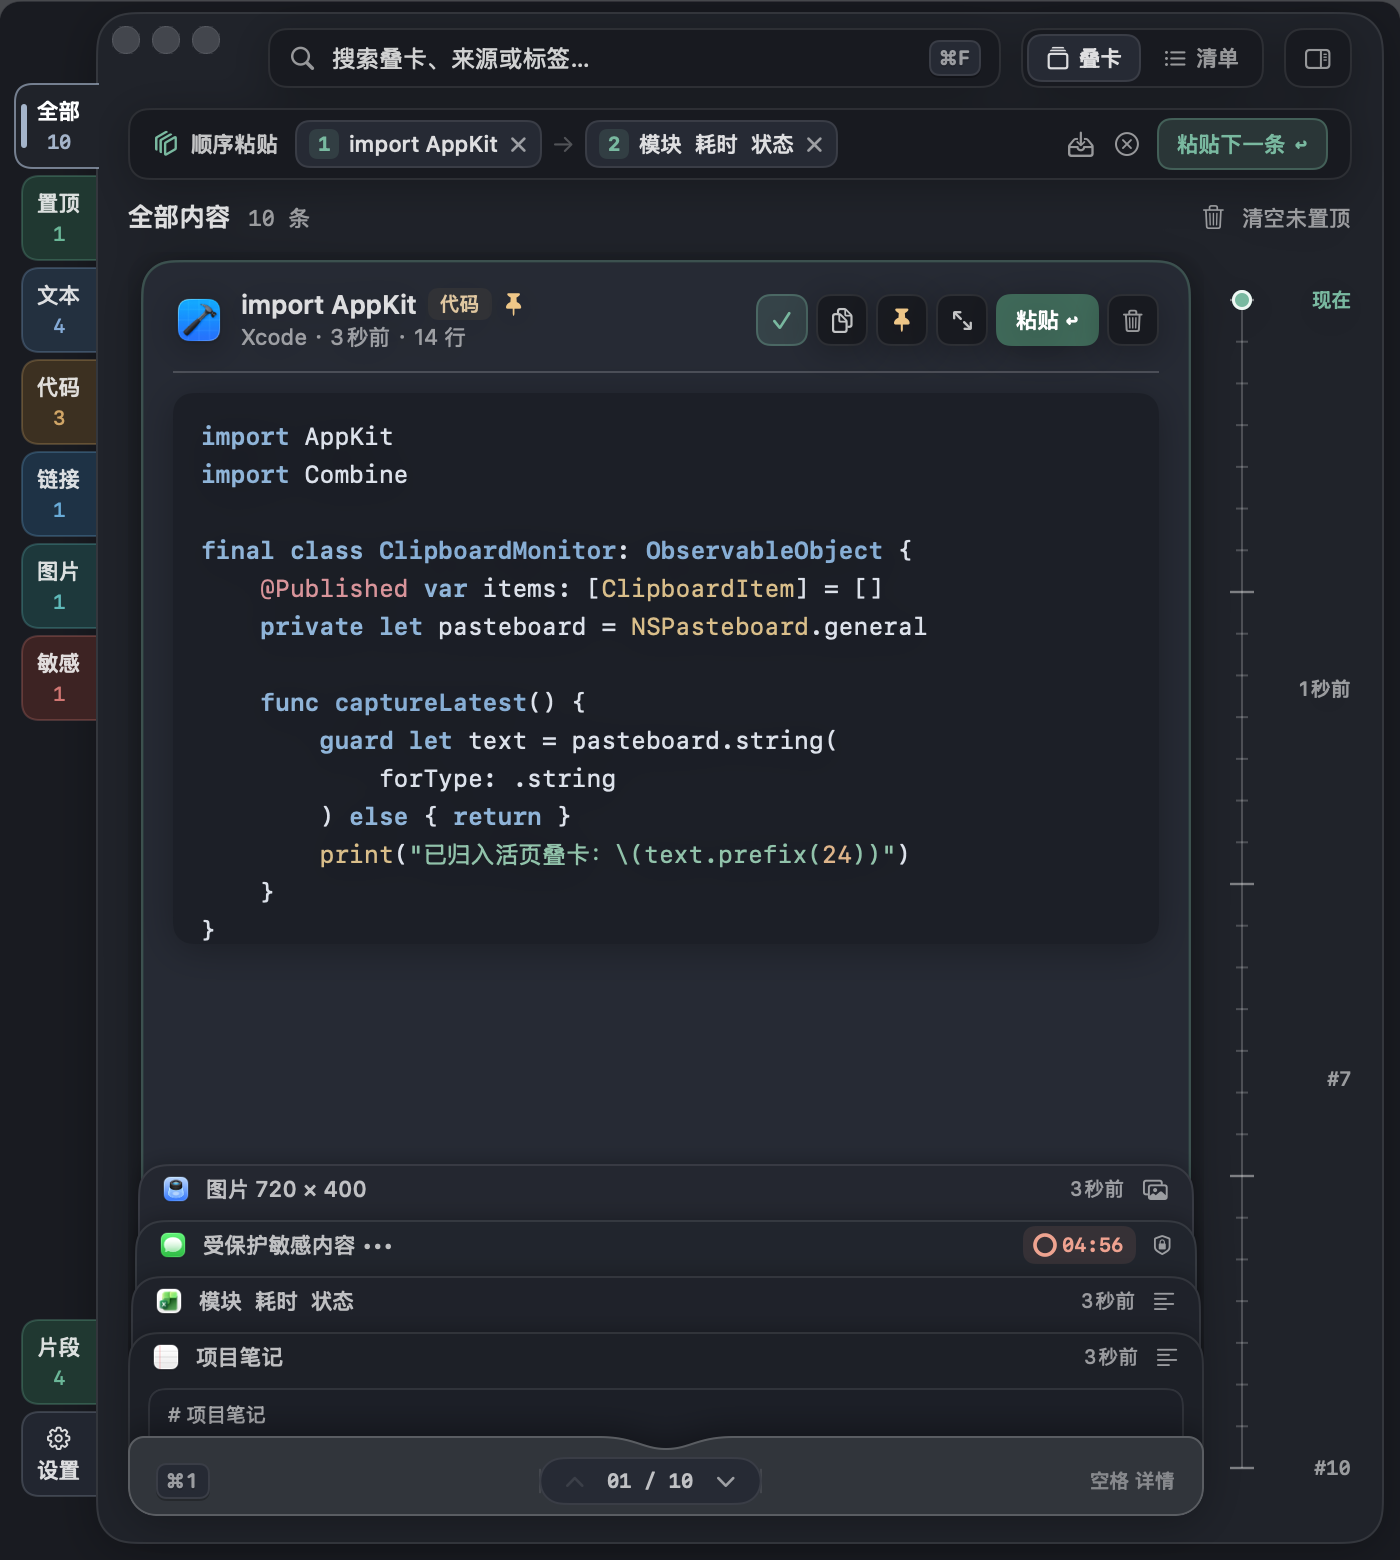 搜索叠卡、来源或标签...
⌘F
叠卡
清单
全部
10
置顶
1
文本
4
代码
3
链接
1
图片
1
敏感
1
片段
4
设置
顺序粘贴
1 import AppKit ✕
→
2 模块 耗时 状态 ✕
粘贴下一条 ↩
全部内容 10 条
清空未置顶
import AppKit 代码
Xcode · 3秒前 · 14 行
粘贴 ↩
import AppKit
import Combine
final class ClipboardMonitor: ObservableObject {
    @Published var items: [ClipboardItem] = []
    private let pasteboard = NSPasteboard.general
    func captureLatest() {
        guard let text = pasteboard.string(
            forType: .string
        ) else { return }
        print("已归入活页叠卡: \(text.prefix(24))")
    }
}
图片 720 × 400
3秒前
受保护敏感内容 •••
04:56
模块 耗时 状态
3秒前
项目笔记
3秒前
# 项目笔记
⌘1
01 / 10
空格 详情
现在
1秒前
#7
#10